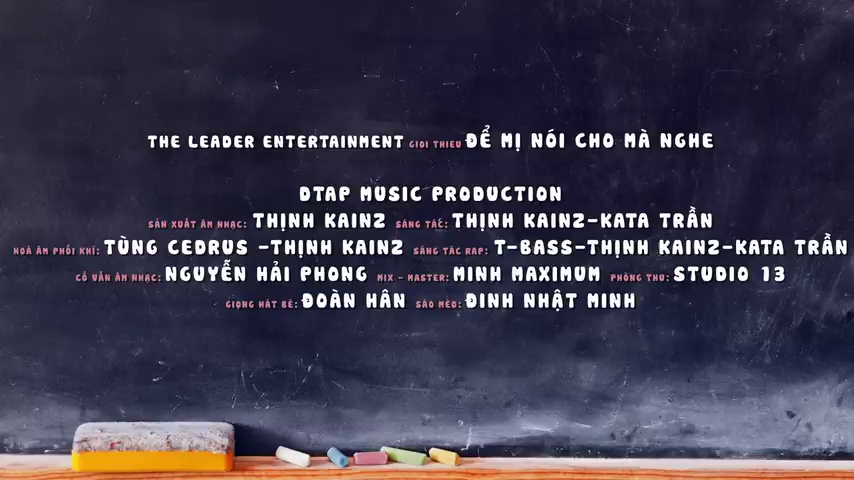 THE LEADER ENTERTAINMENT GIOI THIEU ĐỂ MỊ NÓI CHO MÀ NGHE
DTAP MUSIC PRODUCTION
SẢN XUẤT ÂM NHẠC: THỊNH KAINZ SÁNG TÁC: THỊNH KAINZ-KATA TRẦN
HOÀ ÂM PHỐI KHÍ: TÙNG CEDRUS -THỊNH KAINZ SÁNG TÁC RAP: T-BASS-THỊNH KAINZ-KATA TRẦN
CỐ VẤN ÂM NHẠC: NGUYỄN HẢI PHONG MIX - MASTER: MINH MAXIMUM PHÒNG THU: STUDIO 13
GIỌNG HÁT BÈ: ĐOÀN HÂN SÁO MÈO: ĐINH NHẬT MINH